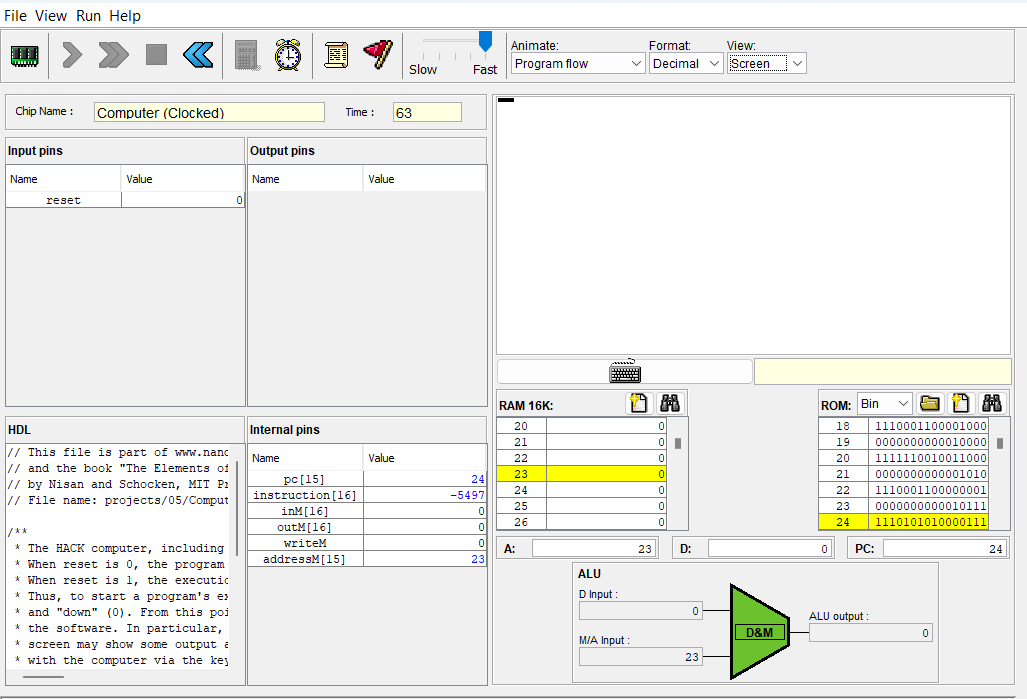 File View Run Help
Slow Fast
Animate: Format: View:
Program flow Decimal Screen
Chip Name : Computer (Clocked) Time : 63
Input pins
Name Value
reset 0
Output pins
Name Value
HDL
// This file is part of www.nand
// and the book "The Elements of
// by Nisan and Schocken, MIT Pr
// File name: projects/05/Comput
/**
* The HACK computer, including
* When reset is 0, the program
* When reset is 1, the executio
* Thus, to start a program's ex
* and "down" (0). From this poi
* the software. In particular,
* screen may show some output a
* with the computer via the key
Internal pins
Name Value
pc[15] 24
instruction[16] -5497
inM[16] 0
outM[16] 0
writeM 0
addressM[15] 23
RAM 16K:
20 0
21 0
22 0
23 0
24 0
25 0
26 0
ROM: Bin
18 1110001100001000
19 0000000000010000
20 1111110010011000
21 0000000000001010
22 1110001100000001
23 0000000000010111
24 1110101010000111
A: 23 D: 0 PC: 24
ALU
D Input :
0
M/A Input :
23
D&M
ALU output :
0